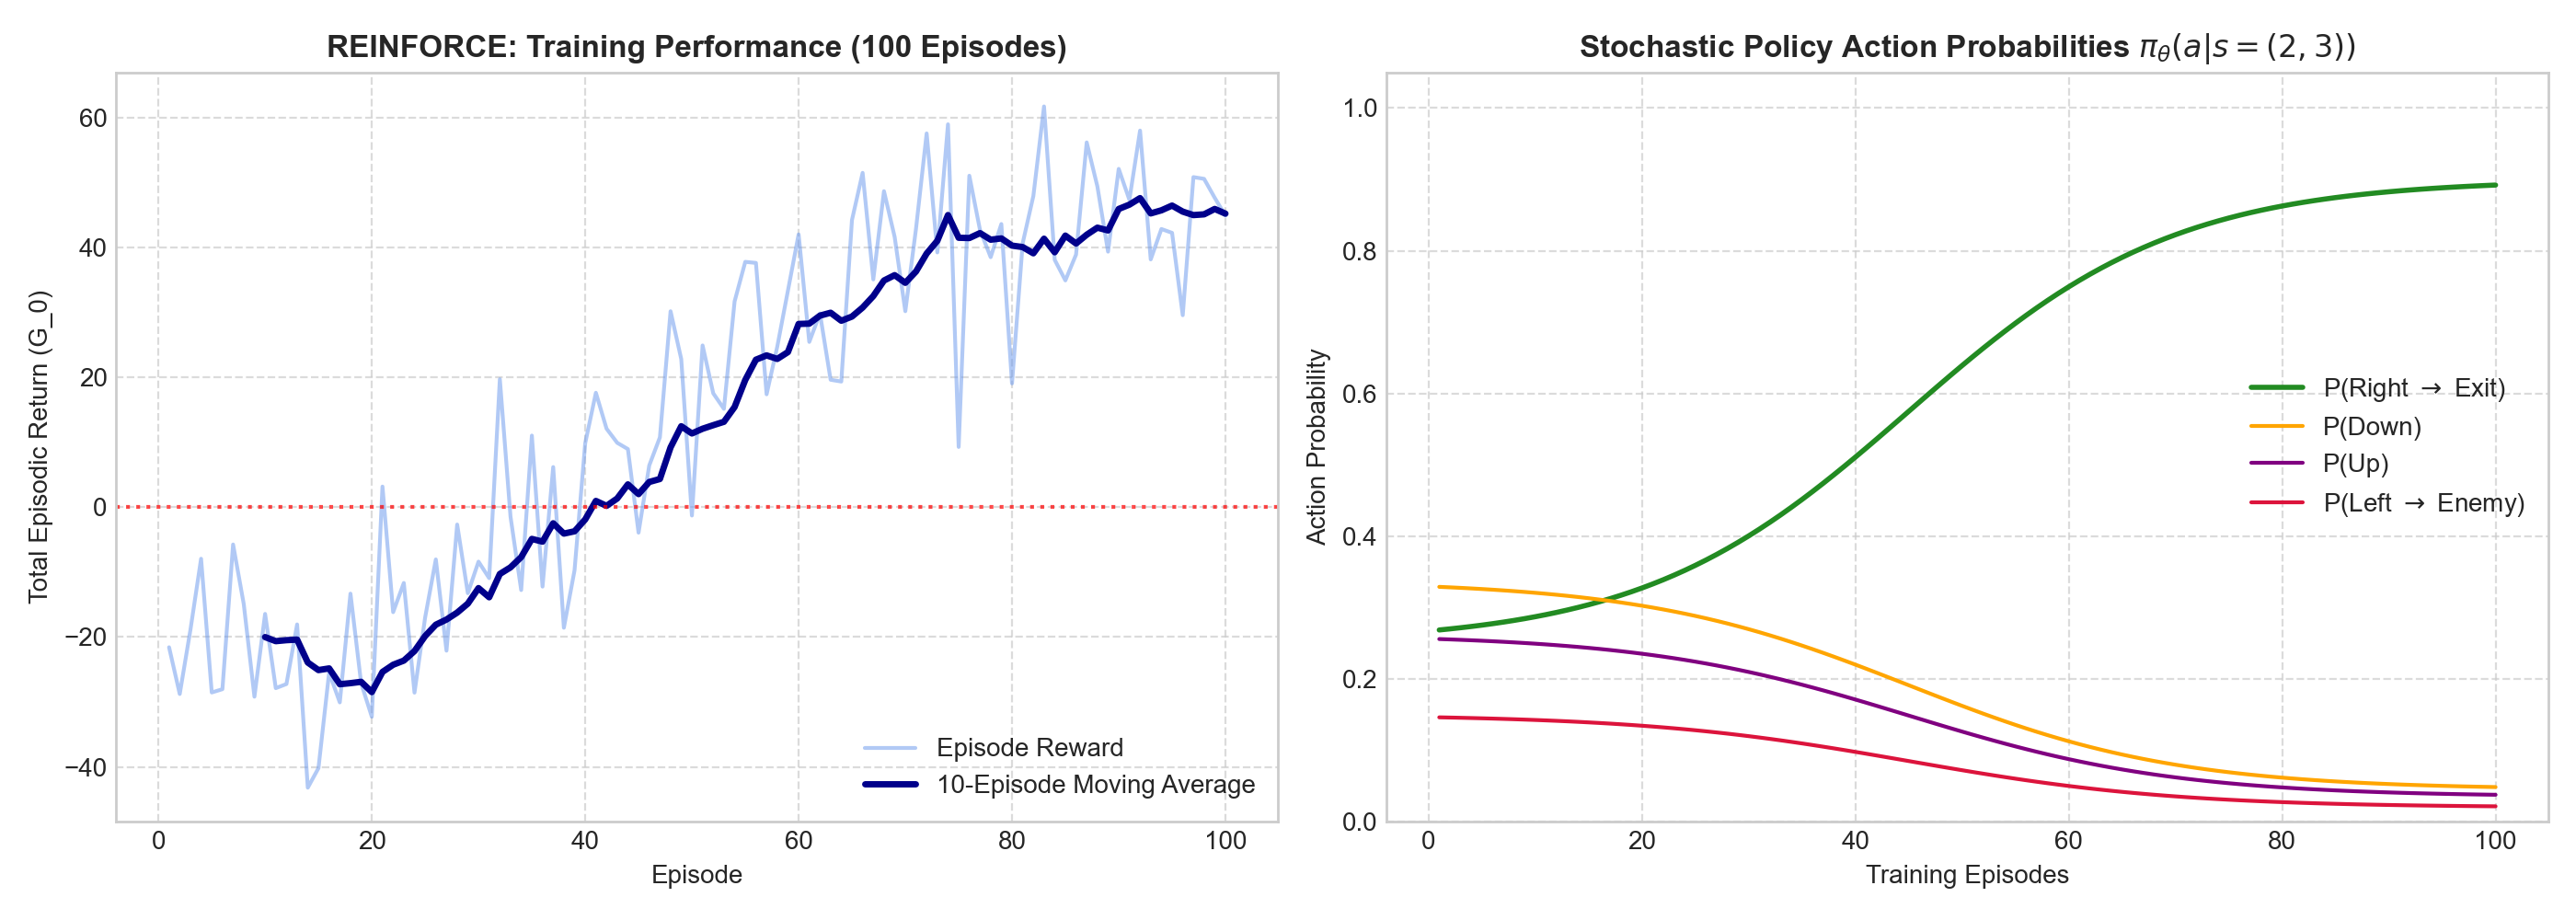 REINFORCE: Training Performance (100 Episodes)
Total Episodic Return (G_0)
60
40
20
0
−20
−40
0 20 40 60 80 100
Episode
Episode Reward
10-Episode Moving Average
Stochastic Policy Action Probabilities πθ(a|s = (2, 3))
Action Probability
1.0
0.8
0.6
0.4
0.2
0.0
0 20 40 60 80 100
Training Episodes
P(Right → Exit)
P(Down)
P(Up)
P(Left → Enemy)